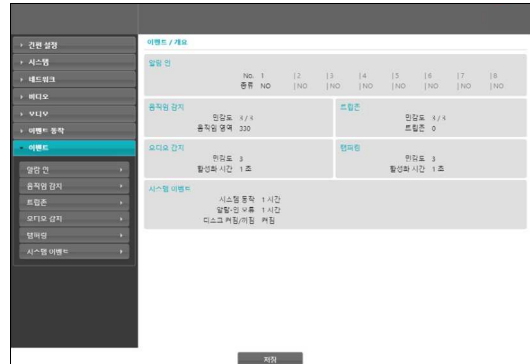 간편 설정
시스템
네트워크
비디오
오디오
이벤트 동작
이벤트
알람 인
움직임 감지
트립존
오디오 감지
탬퍼링
시스템 이벤트
이벤트 / 개요
알람 인
No. 1 |2 |3 |4 |5 |6 |7 |8
종류 NO |NO |NO |NO |NO |NO |NO |NO
움직임 감지
민감도 3 / 3
움직임 영역 330
트립존
민감도 3 / 3
트립존 0
오디오 감지
민감도 3
활성화 시간 1 초
탬퍼링
민감도 3
활성화 시간 1 초
시스템 이벤트
시스템 동작 1 시간
알람-인 오류 1 시간
디스크 켜짐/꺼짐 켜짐
저장